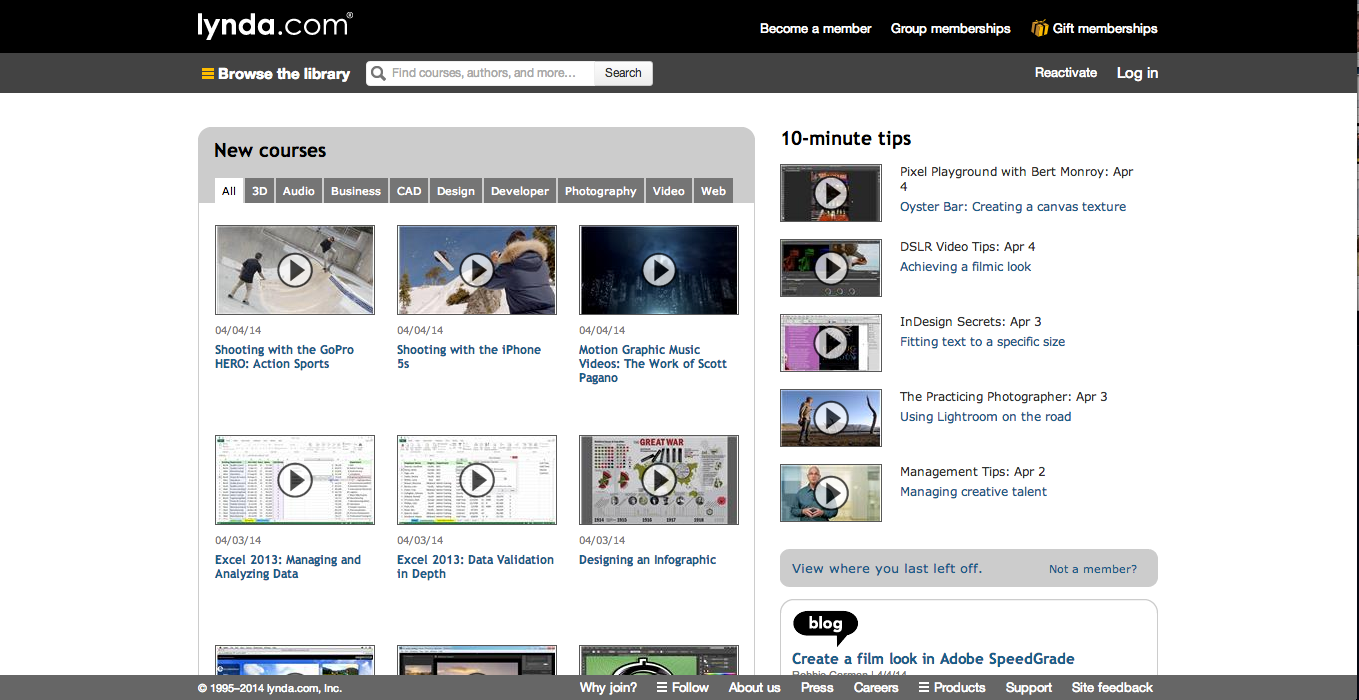 lynda.com®
Become a member
Group memberships
Gift memberships
Browse the library
Find courses, authors, and more...
Search
Reactivate
Log in
New courses
All
3D
Audio
Business
CAD
Design
Developer
Photography
Video
Web
04/04/14
Shooting with the GoPro
HERO: Action Sports
04/04/14
Shooting with the iPhone
5s
04/04/14
Motion Graphic Music
Videos: The Work of Scott
Pagano
THE GREAT WAR
1914 1915 1916 1917 1918
04/03/14
Excel 2013: Managing and
Analyzing Data
04/03/14
Excel 2013: Data Validation
in Depth
04/03/14
Designing an Infographic
10-minute tips
Pixel Playground with Bert Monroy: Apr
4
Oyster Bar: Creating a canvas texture
DSLR Video Tips: Apr 4
Achieving a filmic look
InDesign Secrets: Apr 3
Fitting text to a specific size
The Practicing Photographer: Apr 3
Using Lightroom on the road
Management Tips: Apr 2
Managing creative talent
View where you last left off.
Not a member?
blog
Create a film look in Adobe SpeedGrade
© 1995–2014 lynda.com, Inc.
Why join?
Follow
About us
Press
Careers
Products
Support
Site feedback